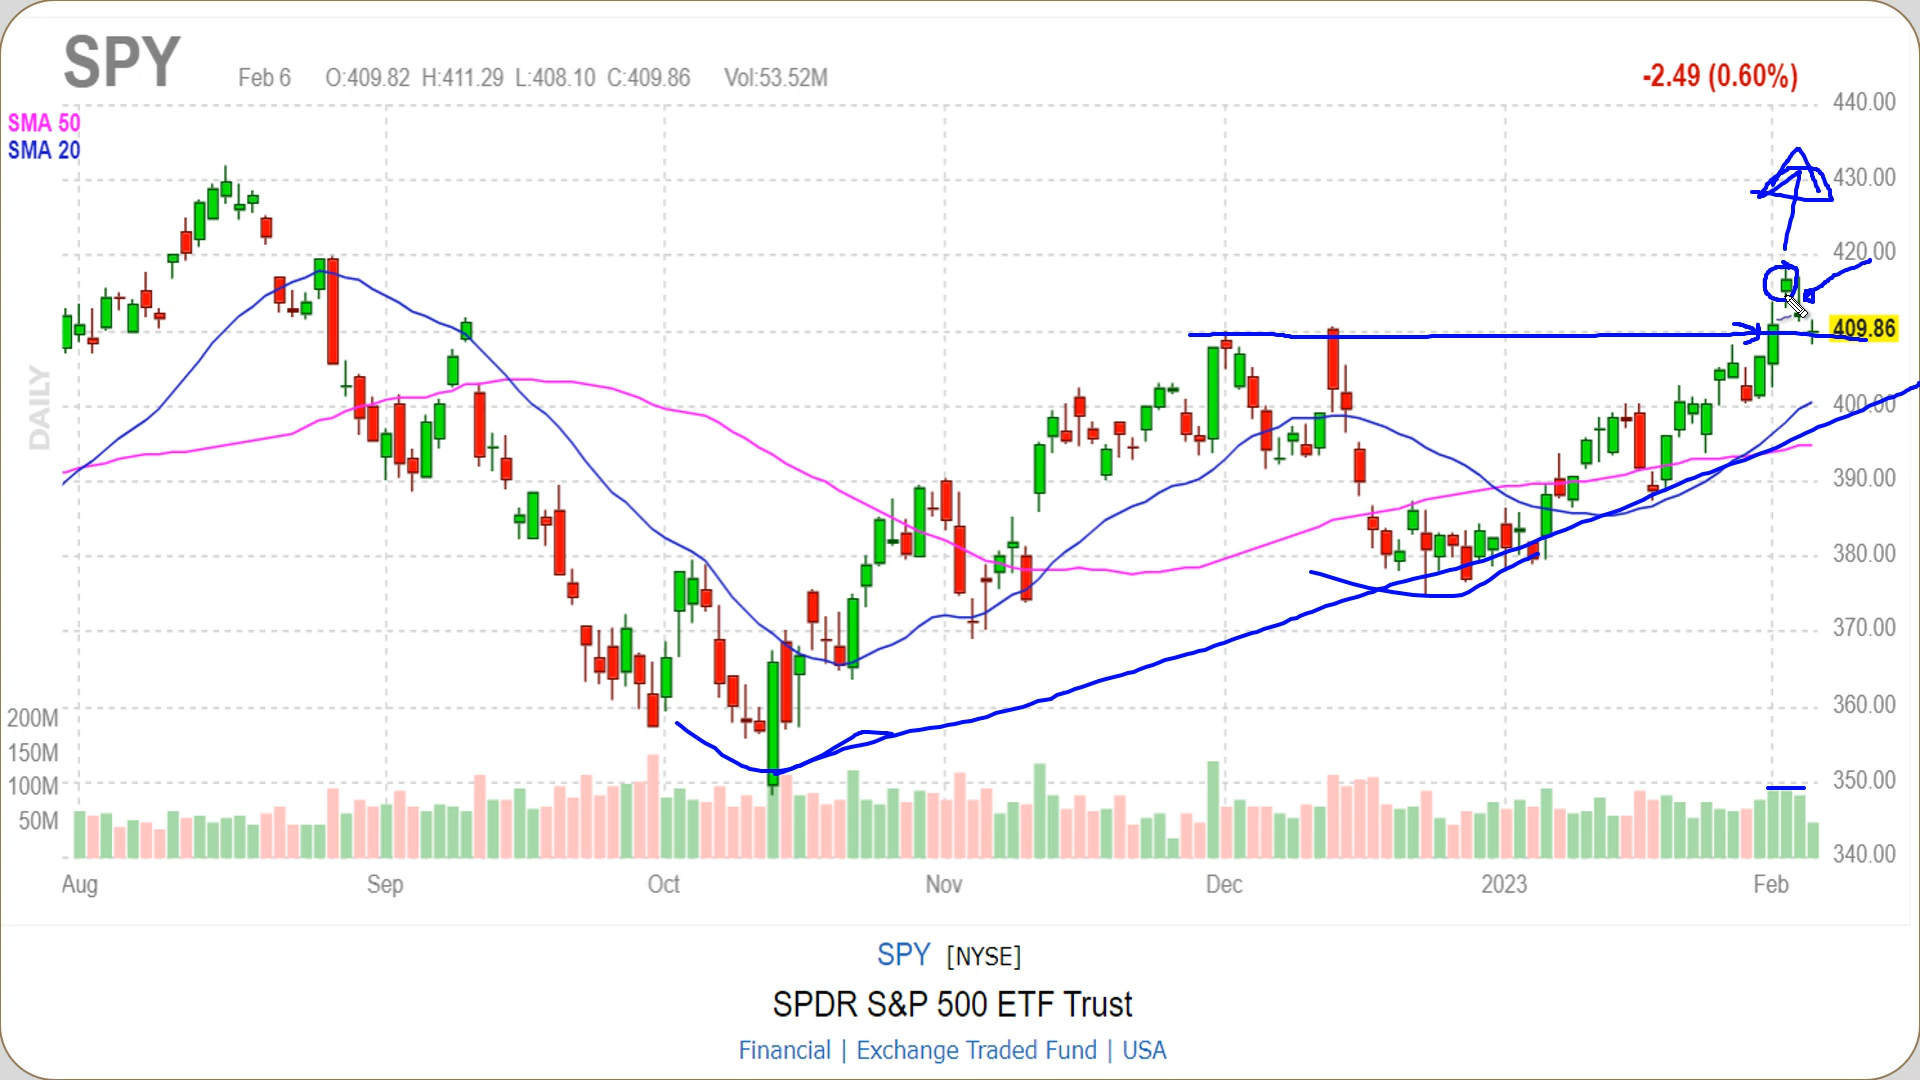 SPY
Feb 6 O:409.82 H:411.29 L:408.10 C:409.86 Vol:53.52M
-2.49 (0.60%)
SMA 50
SMA 20
DAILY
440.00
430.00
420.00
409.86
400.00
390.00
380.00
370.00
360.00
350.00
340.00
200M
150M
100M
50M
Aug Sep Oct Nov Dec 2023 Feb
SPY [NYSE]
SPDR S&P 500 ETF Trust
Financial | Exchange Traded Fund | USA